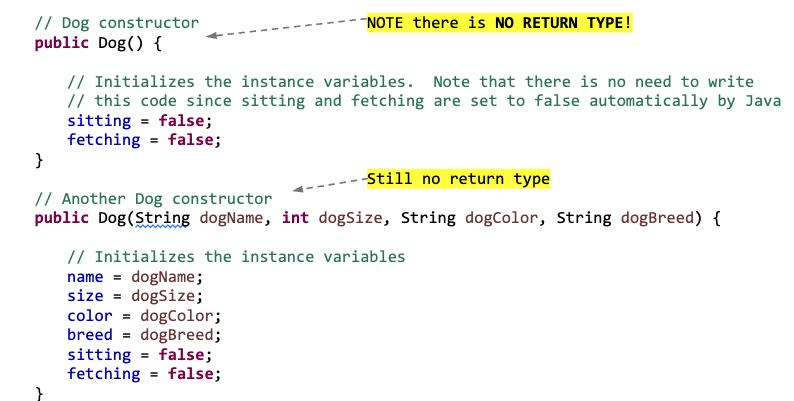 // Dog constructor
NOTE there is NO RETURN TYPE!
public Dog() {
// Initializes the instance variables.  Note that there is no need to write
// this code since sitting and fetching are set to false automatically by Java
sitting = false;
fetching = false;
}
Still no return type
// Another Dog constructor
public Dog(String dogName, int dogSize, String dogColor, String dogBreed) {
// Initializes the instance variables
name = dogName;
size = dogSize;
color = dogColor;
breed = dogBreed;
sitting = false;
fetching = false;
}